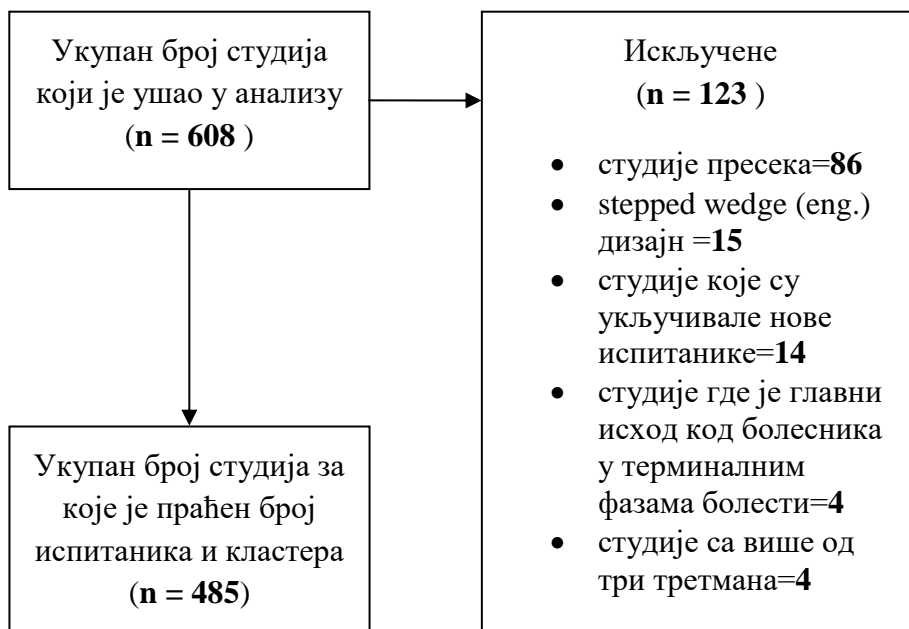 Укупан број студија
који је ушао у анализу
(n = 608 )
Искључене
(n = 123 )
• студије пресека=86
• stepped wedge (eng.)
дизајн =15
• студије које су
укључивале нове
испитанике=14
• студије где је главни
исход код болесника
у терминалним
фазама болести=4
• студије са више од
три третмана=4
Укупан број студија за
које је праћен број
испитаника и кластера
(n = 485)